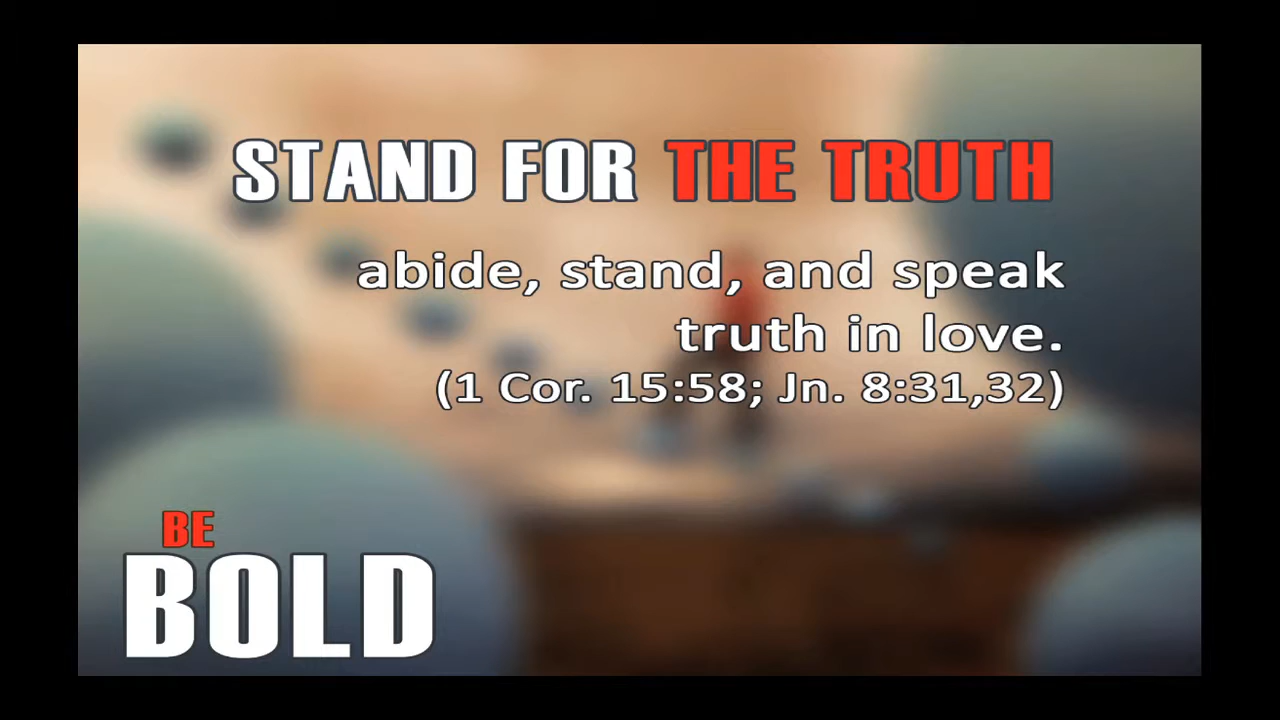 STAND FOR THE TRUTH
abide, stand, and speak
truth in love.
(1 Cor. 15:58; Jn. 8:31,32)
BE
BOLD